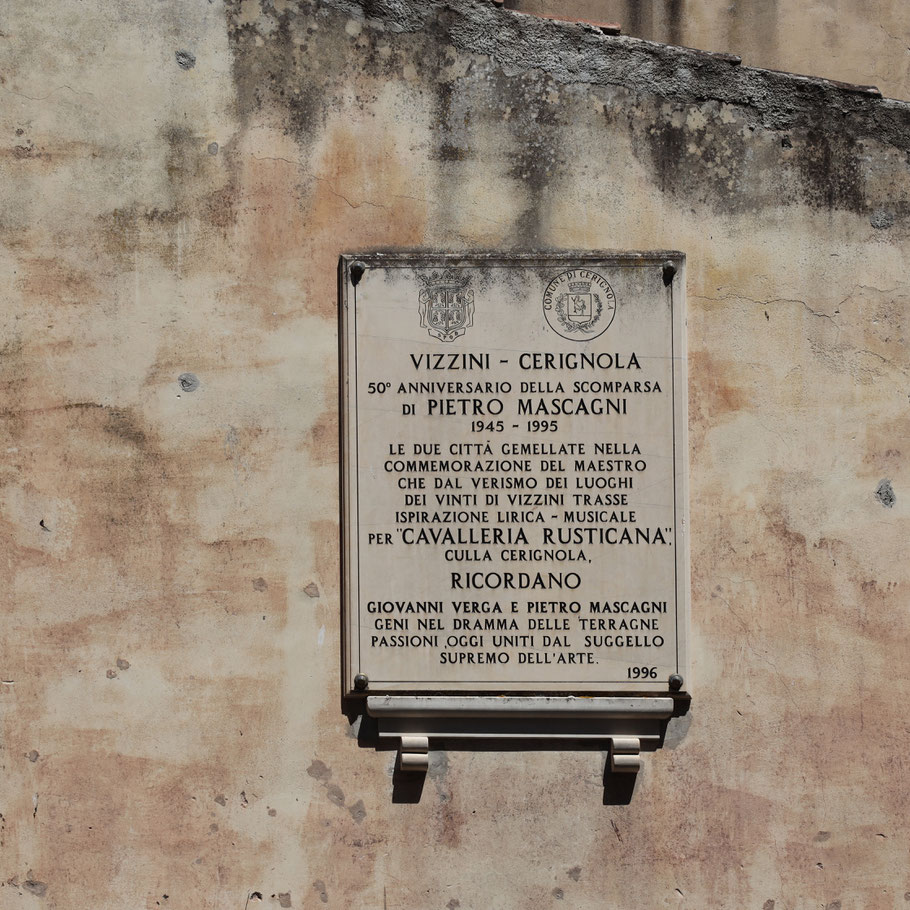 COMUNE DI CERIGNOLA
VIZZINI - CERIGNOLA
50° ANNIVERSARIO DELLA SCOMPARSA
DI PIETRO MASCAGNI
1945 - 1995
LE DUE CITTÀ GEMELLATE NELLA
COMMEMORAZIONE DEL MAESTRO
CHE DAL VERISMO DEI LUOGHI
DEI VINTI DI VIZZINI TRASSE
ISPIRAZIONE LIRICA - MUSICALE
PER "CAVALLERIA RUSTICANA",
CULLA CERIGNOLA,
RICORDANO
GIOVANNI VERGA E PIETRO MASCAGNI
GENI NEL DRAMMA DELLE TERRAGNE
PASSIONI, OGGI UNITI DAL SUGGELLO
SUPREMO DELL'ARTE.
1996